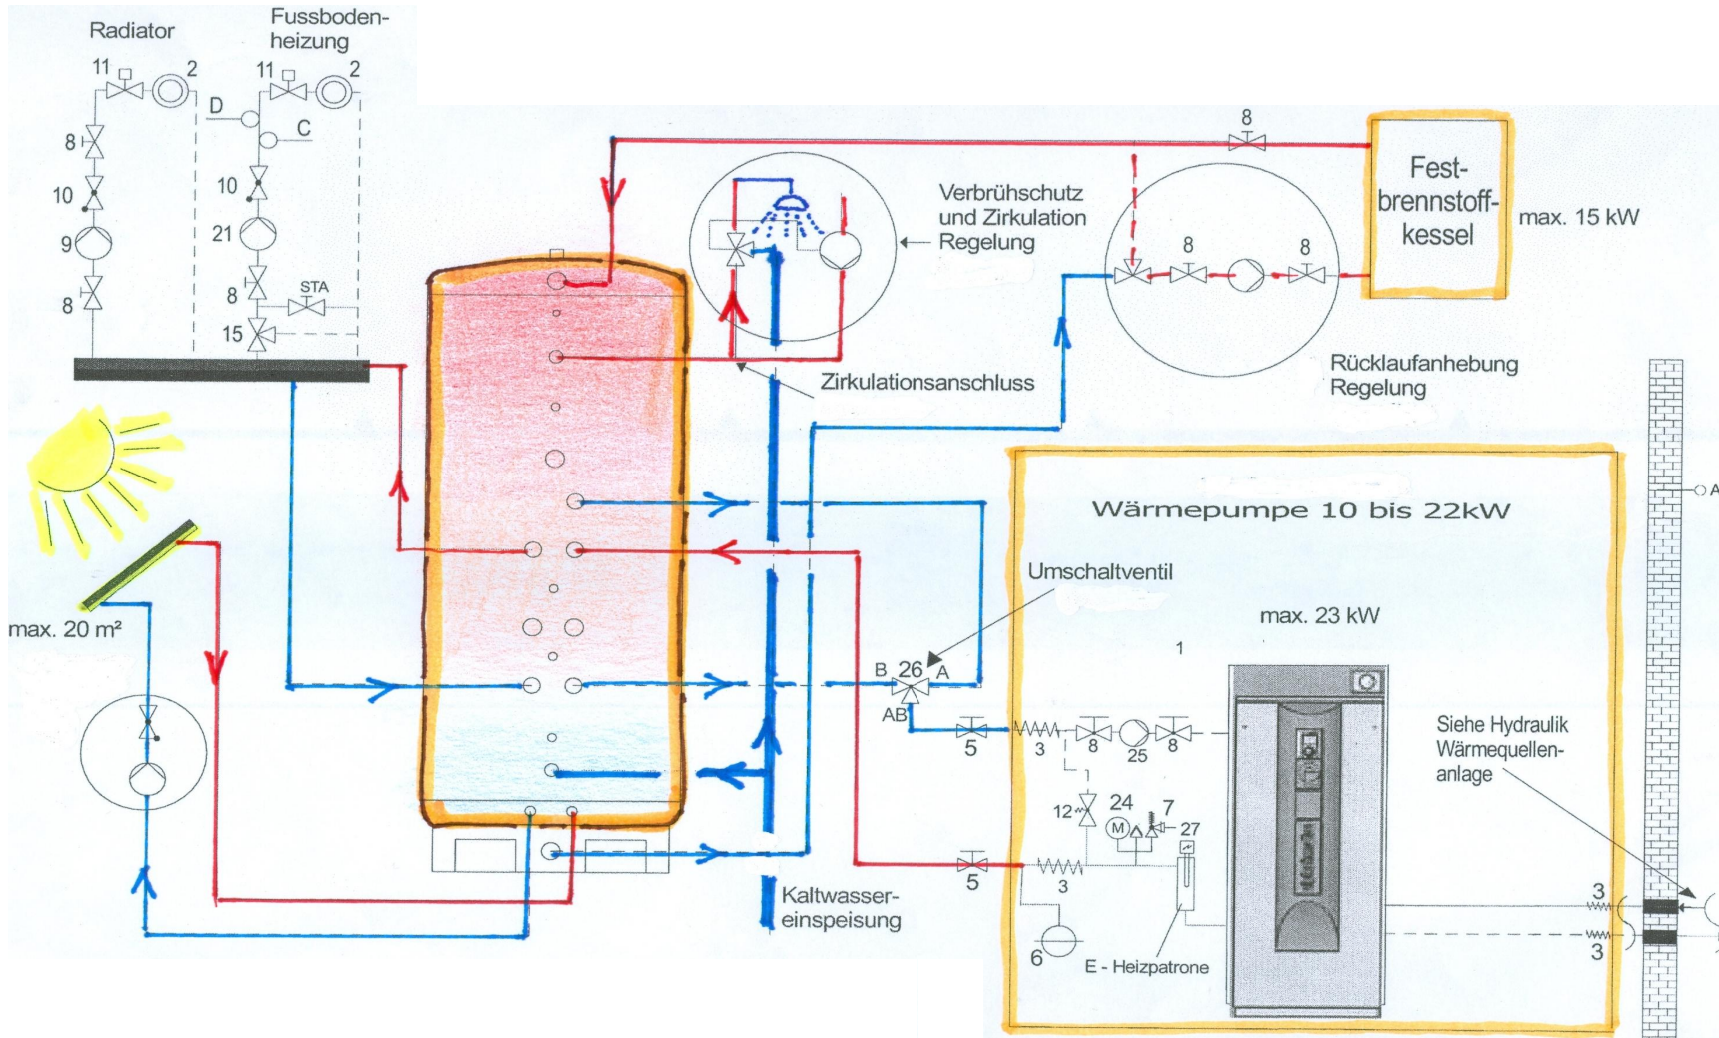 Radiator
Fussboden-
heizung
11
2
11
2
D
C
8
8
10
10
9
21
8
8
STA
15
8
Fest-
brennstoff-
kessel
max. 15 kW
Verbrühschutz
und Zirkulation
Regelung
8
8
Zirkulationsanschluss
Rücklaufanhebung
Regelung
A
Wärmepumpe 10 bis 22kW
Umschaltventil
max. 23 kW
max. 20 m²
1
B
26
A
AB
5
3
8
25
8
Siehe Hydraulik
Wärmequellen-
anlage
12
24
M
7
27
5
3
Kaltwasser-
einspeisung
6
E - Heizpatrone
3
3